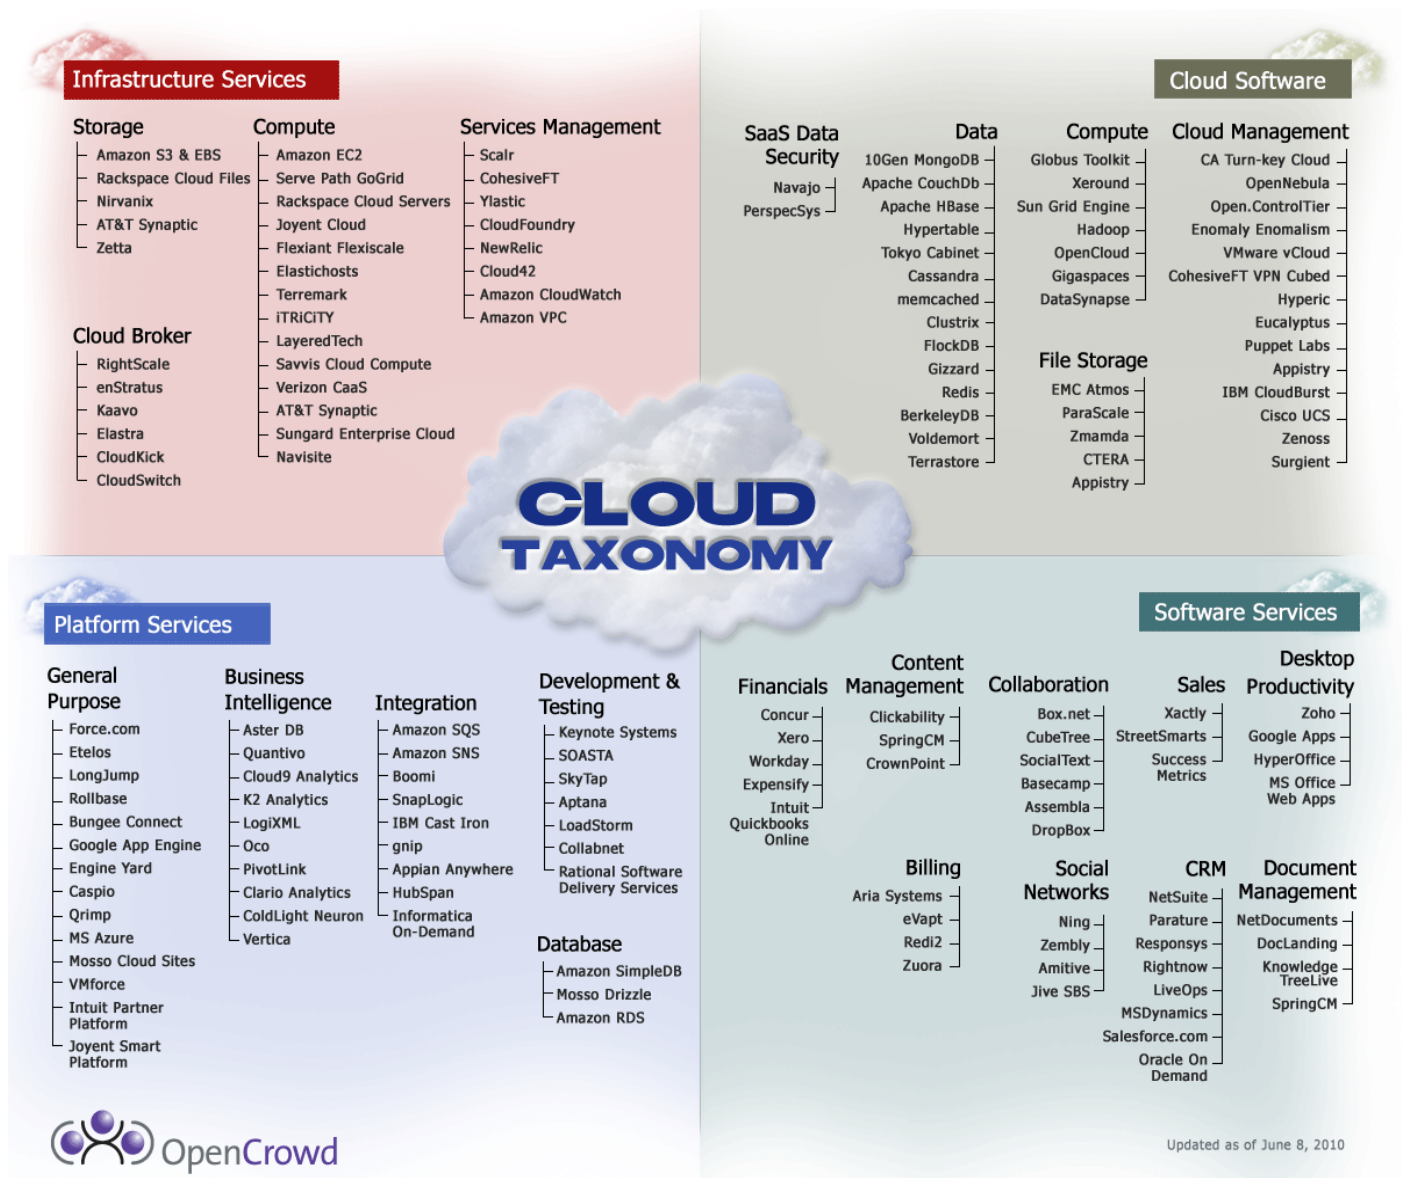 Infrastructure Services
Storage
Amazon S3 & EBS
Rackspace Cloud Files
Nirvanix
AT&T Synaptic
Zetta
Cloud Broker
RightScale
enStratus
Kaavo
Elastra
CloudKick
CloudSwitch
Compute
Amazon EC2
Serve Path GoGrid
Rackspace Cloud Servers
Joyent Cloud
Flexiant Flexiscale
Elastichosts
Terremark
iTRiCiTY
LayeredTech
Savvis Cloud Compute
Verizon CaaS
AT&T Synaptic
Sungard Enterprise Cloud
Navisite
Services Management
Scalr
CohesiveFT
Ylastic
CloudFoundry
NewRelic
Cloud42
Amazon CloudWatch
Amazon VPC
Cloud Software
SaaS Data
Security
Navajo
PerspecSys
Data
10Gen MongoDB
Apache CouchDb
Apache HBase
Hypertable
Tokyo Cabinet
Cassandra
memcached
Clustrix
FlockDB
Gizzard
Redis
BerkeleyDB
Voldemort
Terrastore
Compute
Globus Toolkit
Xeround
Sun Grid Engine
Hadoop
OpenCloud
Gigaspaces
DataSynapse
File Storage
EMC Atmos
ParaScale
Zmamda
CTERA
Appistry
Cloud Management
CA Turn-key Cloud
OpenNebula
Open.ControlTier
Enomaly Enomalism
VMware vCloud
CohesiveFT VPN Cubed
Hyperic
Eucalyptus
Puppet Labs
Appistry
IBM CloudBurst
Cisco UCS
Zenoss
Surgient
CLOUD
TAXONOMY
Platform Services
General
Purpose
Force.com
Etelos
LongJump
Rollbase
Bungee Connect
Google App Engine
Engine Yard
Caspio
Qrimp
MS Azure
Mosso Cloud Sites
VMforce
Intuit Partner
Platform
Joyent Smart
Platform
Business
Intelligence
Aster DB
Quantivo
Cloud9 Analytics
K2 Analytics
LogiXML
Oco
PivotLink
Clario Analytics
ColdLight Neuron
Vertica
Integration
Amazon SQS
Amazon SNS
Boomi
SnapLogic
IBM Cast Iron
gnip
Appian Anywhere
HubSpan
Informatica
On-Demand
Development &
Testing
Keynote Systems
SOASTA
SkyTap
Aptana
LoadStorm
Collabnet
Rational Software
Delivery Services
Database
Amazon SimpleDB
Mosso Drizzle
Amazon RDS
Software Services
Financials
Concur
Xero
Workday
Expensify
Intuit
Quickbooks
Online
Content
Management
Clickability
SpringCM
CrownPoint
Collaboration
Box.net
CubeTree
SocialText
Basecamp
Assembla
DropBox
Sales
Xactly
StreetSmarts
Success
Metrics
Desktop
Productivity
Zoho
Google Apps
HyperOffice
MS Office
Web Apps
Billing
Aria Systems
eVapt
Redi2
Zuora
Social
Networks
Ning
Zembly
Amitive
Jive SBS
CRM
NetSuite
Parature
Responsys
Rightnow
LiveOps
MSDynamics
Salesforce.com
Oracle On
Demand
Document
Management
NetDocuments
DocLanding
Knowledge
TreeLive
SpringCM
OpenCrowd
Updated as of June 8, 2010